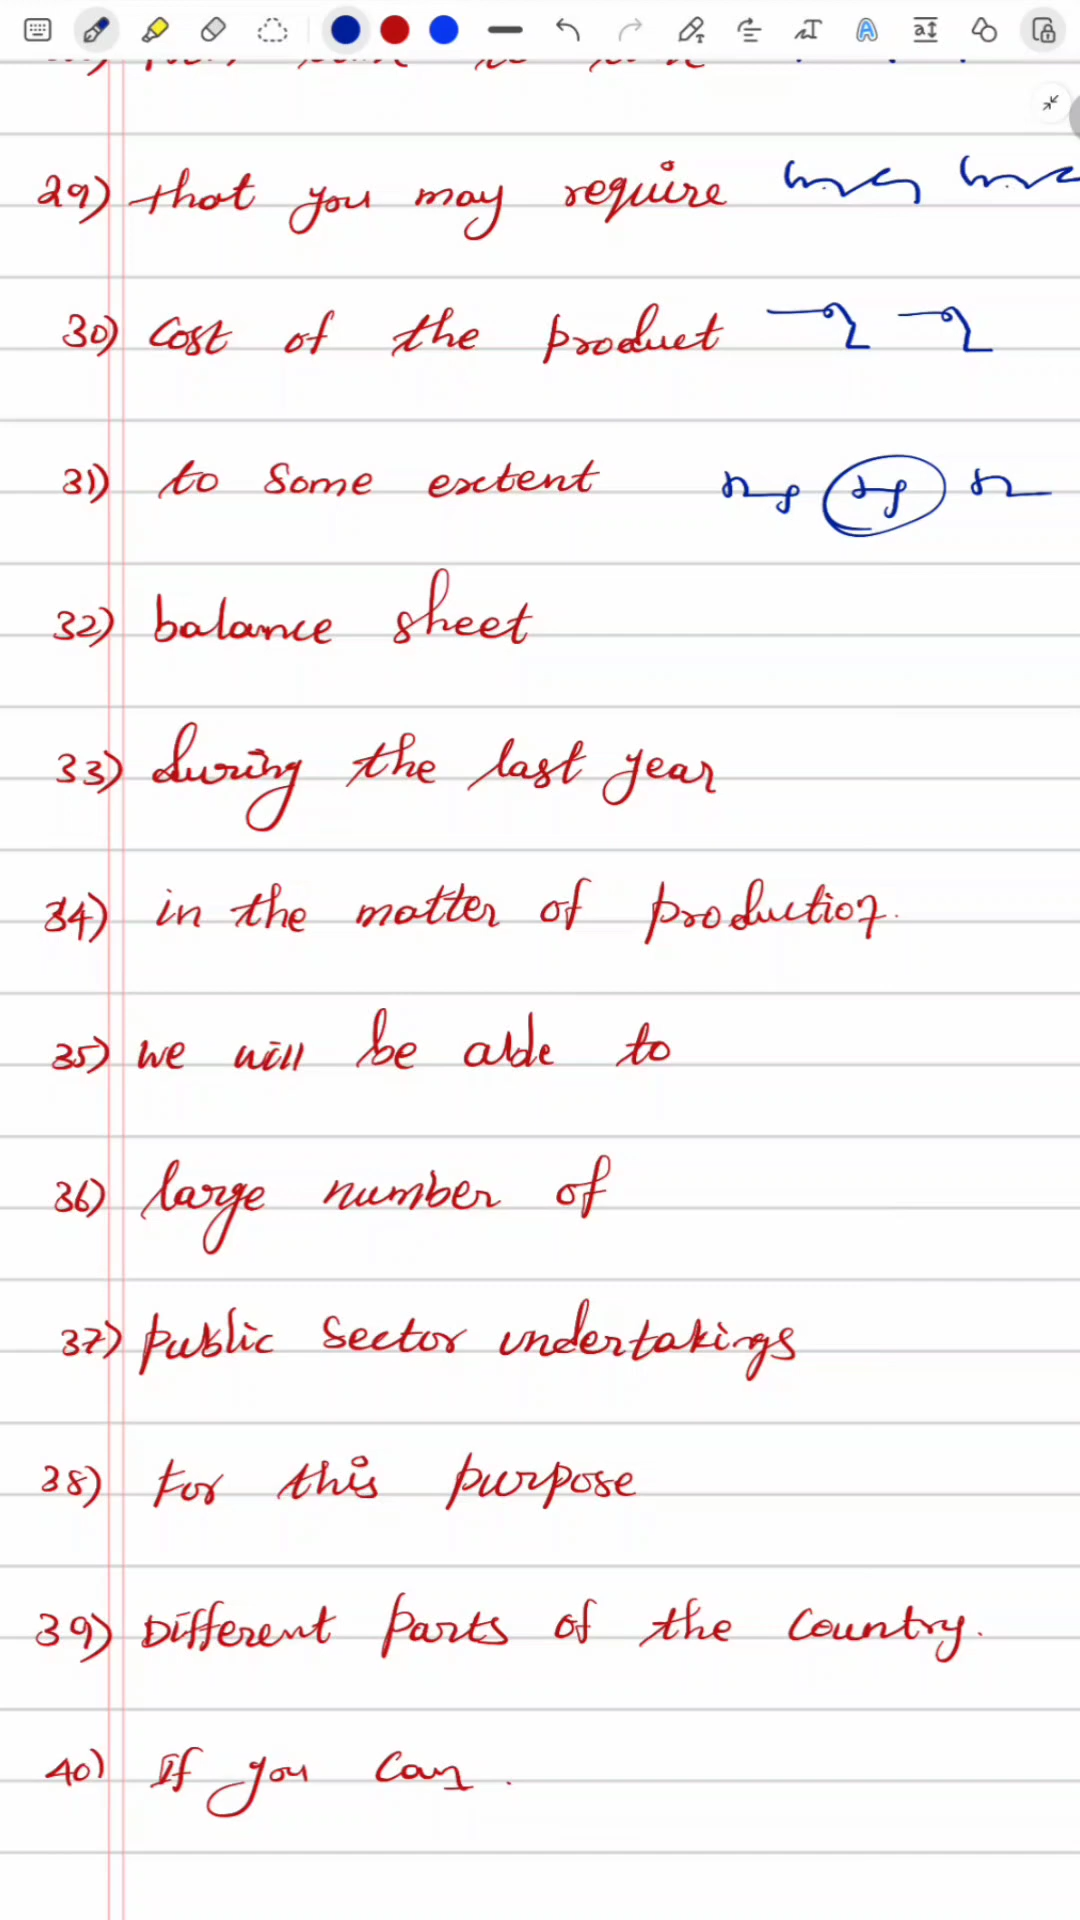 29) that you may require
30) Cost of the product
31) to Some extent
32) balance sheet
33) during the last year
34) in the matter of production.
35) we will be able to
36) large number of
37) public Sector undertakings
38) For this purpose
39) Different parts of the Country.
40) If you Can.